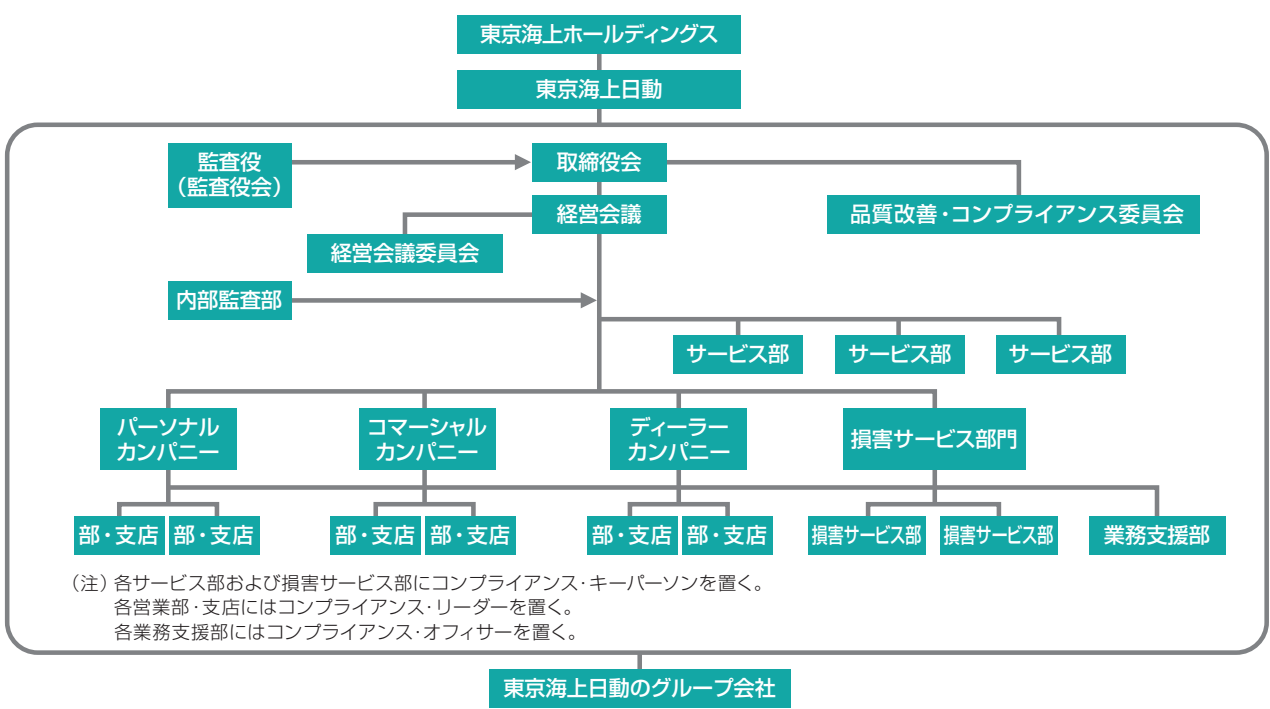 東京海上ホールディングス
東京海上日動
監査役
（監査役会）
取締役会
経営会議
品質改善・コンプライアンス委員会
経営会議委員会
内部監査部
サービス部
サービス部
サービス部
パーソナル
カンパニー
コマーシャル
カンパニー
ディーラー
カンパニー
損害サービス部門
部・支店
部・支店
部・支店
部・支店
部・支店
部・支店
損害サービス部
損害サービス部
業務支援部
（注）各サービス部および損害サービス部にコンプライアンス・キーパーソンを置く。
各営業部・支店にはコンプライアンス・リーダーを置く。
各業務支援部にはコンプライアンス・オフィサーを置く。
東京海上日動のグループ会社